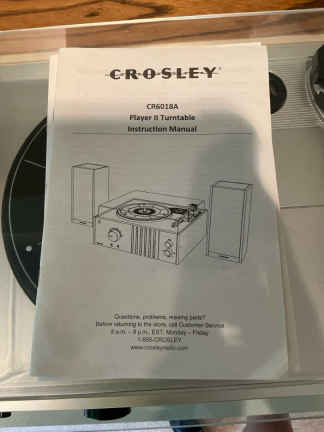 CROSLEY
CR6018A
Player II Turntable
Instruction Manual
Questions, problems, missing parts?
Before returning to the store, call Customer Service
8 a.m. – 8 p.m., EST, Monday – Friday
1-888-CROSLEY
www.crosleyradio.com